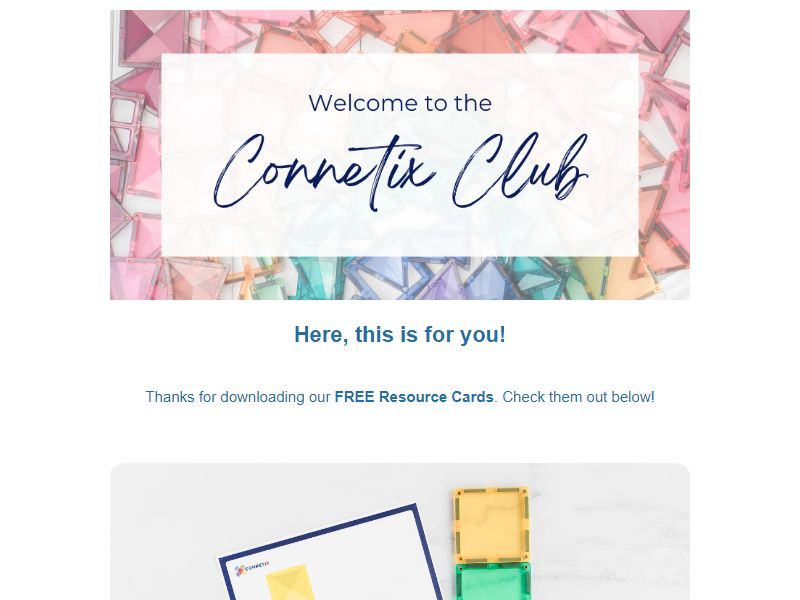 Welcome to the
Connetix Club
Here, this is for you!
Thanks for downloading our FREE Resource Cards. Check them out below!
CONNETIX